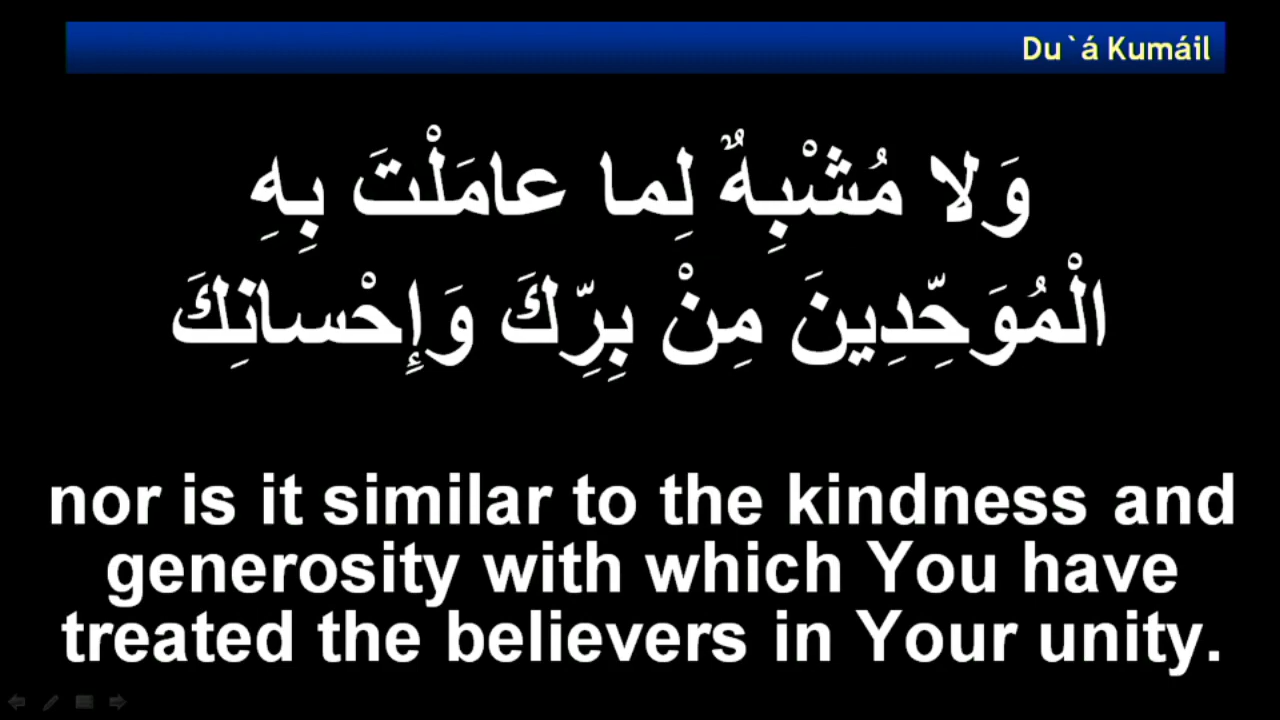 Du`á Kumáil
وَلا مُشْبِهٌ لِما عامَلْتَ بِهِ
الْمُوَحِّدِينَ مِنْ بِرِّكَ وَإِحْسانِكَ
nor is it similar to the kindness and
generosity with which You have
treated the believers in Your unity.